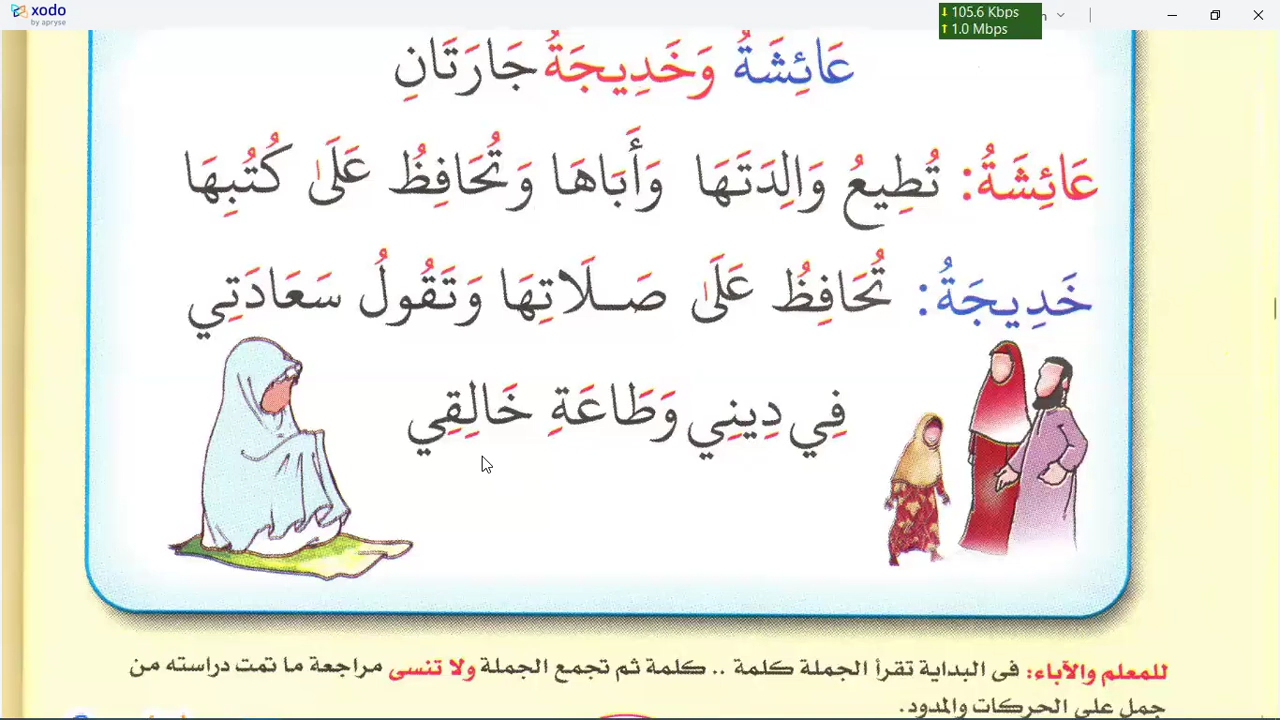 xodo
by apryse
↓ 105.6 Kbps
↑ 1.0 Mbps
عَائِشَةُ وَخَدِيجَةُ جَارَتَانِ
عَائِشَةُ: تُطِيعُ وَالِدَتَهَا وَأَبَاهَا وَتُحَافِظُ عَلَىٰ كُتُبِهَا
خَدِيجَةُ: تُحَافِظُ عَلَىٰ صَلَاتِهَا وَتَقُولُ سَعَادَتِي
فِي دِينِي وَطَاعَةِ خَالِقِي
للمعلم والآباء: فى البداية تقرأ الجملة كلمة .. كلمة ثم تجمع الجملة ولا تنسى مراجعة ما تمت دراسته من
جمل على الحركات والمدود.